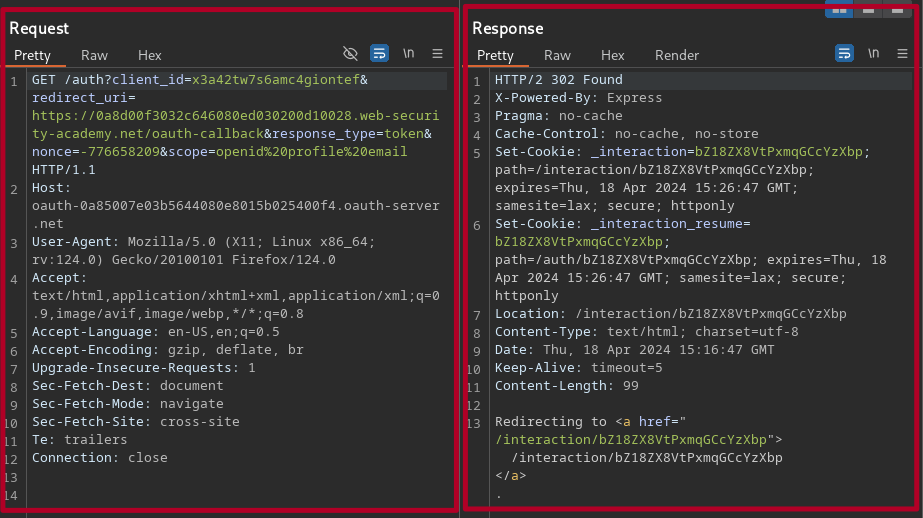 Request
Pretty Raw Hex \n
1 GET /auth?client_id=x3a42tw7s6amc4giontef&
redirect_uri=
https://0a8d00f3032c646080ed030200d10028.web-securi
ty-academy.net/oauth-callback&response_type=token&
nonce=-776658209&scope=openid%20profile%20email
HTTP/1.1
2 Host:
oauth-0a85007e03b5644080e8015b025400f4.oauth-server
.net
3 User-Agent: Mozilla/5.0 (X11; Linux x86_64;
rv:124.0) Gecko/20100101 Firefox/124.0
4 Accept:
text/html,application/xhtml+xml,application/xml;q=0
.9,image/avif,image/webp,*/*;q=0.8
5 Accept-Language: en-US,en;q=0.5
6 Accept-Encoding: gzip, deflate, br
7 Upgrade-Insecure-Requests: 1
8 Sec-Fetch-Dest: document
9 Sec-Fetch-Mode: navigate
10 Sec-Fetch-Site: cross-site
11 Te: trailers
12 Connection: close
13
14
Response
Pretty Raw Hex Render \n
1 HTTP/2 302 Found
2 X-Powered-By: Express
3 Pragma: no-cache
4 Cache-Control: no-cache, no-store
5 Set-Cookie: _interaction=bZ18ZX8VtPxmqGCcYzXbp;
path=/interaction/bZ18ZX8VtPxmqGCcYzXbp;
expires=Thu, 18 Apr 2024 15:26:47 GMT;
samesite=lax; secure; httponly
6 Set-Cookie: _interaction_resume=
bZ18ZX8VtPxmqGCcYzXbp;
path=/auth/bZ18ZX8VtPxmqGCcYzXbp; expires=Thu, 18
Apr 2024 15:26:47 GMT; samesite=lax; secure;
httponly
7 Location: /interaction/bZ18ZX8VtPxmqGCcYzXbp
8 Content-Type: text/html; charset=utf-8
9 Date: Thu, 18 Apr 2024 15:16:47 GMT
10 Keep-Alive: timeout=5
11 Content-Length: 99
12
13 Redirecting to <a href="
/interaction/bZ18ZX8VtPxmqGCcYzXbp">
/interaction/bZ18ZX8VtPxmqGCcYzXbp
</a>
.